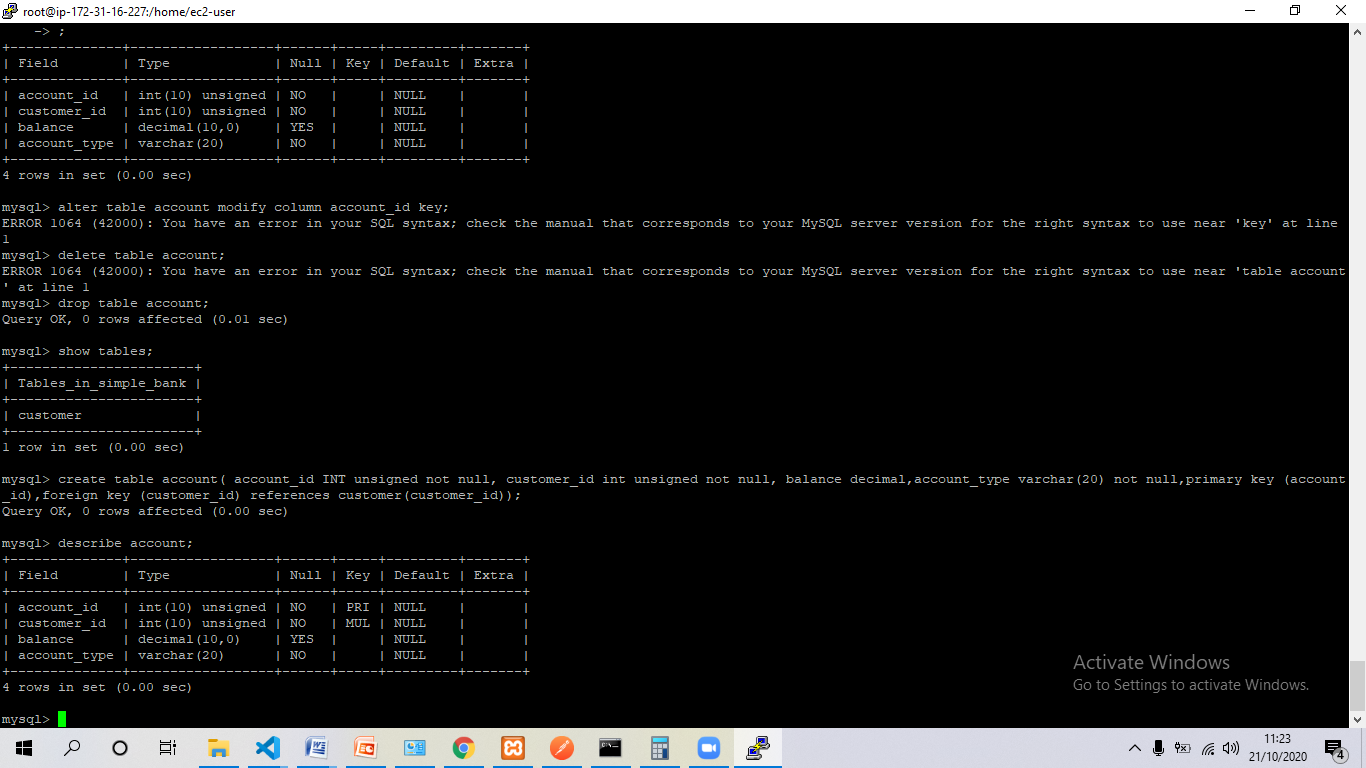 root@ip-172-31-16-227:/home/ec2-user
    -> ;
+--------------+------------------+------+-----+---------+-------+
| Field        | Type             | Null | Key | Default | Extra |
+--------------+------------------+------+-----+---------+-------+
| account_id   | int(10) unsigned | NO   |     | NULL    |       |
| customer_id  | int(10) unsigned | NO   |     | NULL    |       |
| balance      | decimal(10,0)    | YES  |     | NULL    |       |
| account_type | varchar(20)      | NO   |     | NULL    |       |
+--------------+------------------+------+-----+---------+-------+
4 rows in set (0.00 sec)

mysql> alter table account modify column account_id key;
ERROR 1064 (42000): You have an error in your SQL syntax; check the manual that corresponds to your MySQL server version for the right syntax to use near 'key' at line
1
mysql> delete table account;
ERROR 1064 (42000): You have an error in your SQL syntax; check the manual that corresponds to your MySQL server version for the right syntax to use near 'table account
' at line 1
mysql> drop table account;
Query OK, 0 rows affected (0.01 sec)

mysql> show tables;
+-----------------------+
| Tables_in_simple_bank |
+-----------------------+
| customer              |
+-----------------------+
1 row in set (0.00 sec)

mysql> create table account( account_id INT unsigned not null, customer_id int unsigned not null, balance decimal,account_type varchar(20) not null,primary key (account
_id),foreign key (customer_id) references customer(customer_id));
Query OK, 0 rows affected (0.00 sec)

mysql> describe account;
+--------------+------------------+------+-----+---------+-------+
| Field        | Type             | Null | Key | Default | Extra |
+--------------+------------------+------+-----+---------+-------+
| account_id   | int(10) unsigned | NO   | PRI | NULL    |       |
| customer_id  | int(10) unsigned | NO   | MUL | NULL    |       |
| balance      | decimal(10,0)    | YES  |     | NULL    |       |
| account_type | varchar(20)      | NO   |     | NULL    |       |
+--------------+------------------+------+-----+---------+-------+
4 rows in set (0.00 sec)

mysql>
Activate Windows
Go to Settings to activate Windows.
11:23
21/10/2020
4